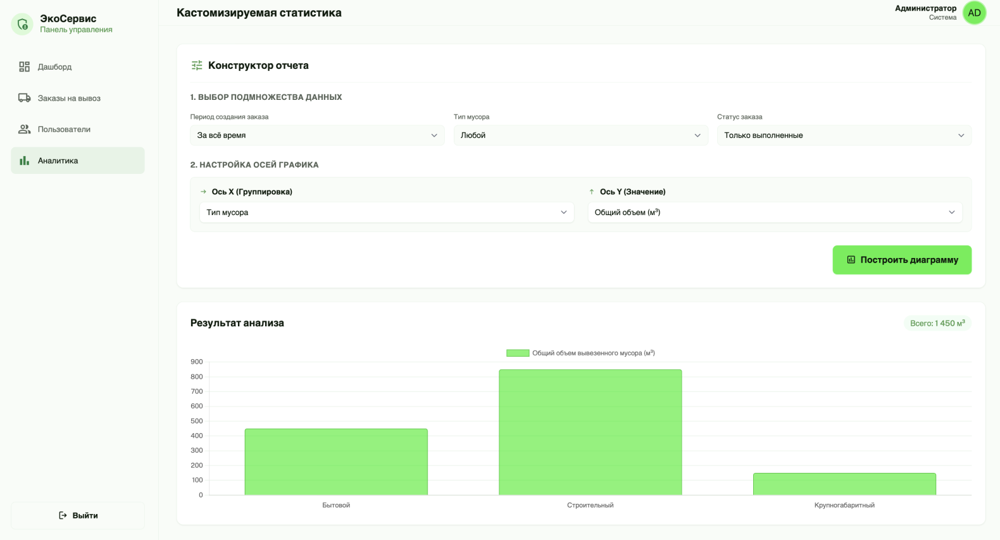 ЭкоСервис
Панель управления
Дашборд
Заказы на вывоз
Пользователи
Аналитика
Выйти
Кастомизируемая статистика
Администратор
Система
AD
Конструктор отчета
1. ВЫБОР ПОДМНОЖЕСТВА ДАННЫХ
Период создания заказа
За всё время
Тип мусора
Любой
Статус заказа
Только выполненные
2. НАСТРОЙКА ОСЕЙ ГРАФИКА
→ Ось X (Группировка)
Тип мусора
↑ Ось Y (Значение)
Общий объем (м³)
Построить диаграмму
Результат анализа
Всего: 1 450 м³
Общий объем вывезенного мусора (м³)
900
800
700
600
500
400
300
200
100
0
Бытовой
Строительный
Крупногабаритный